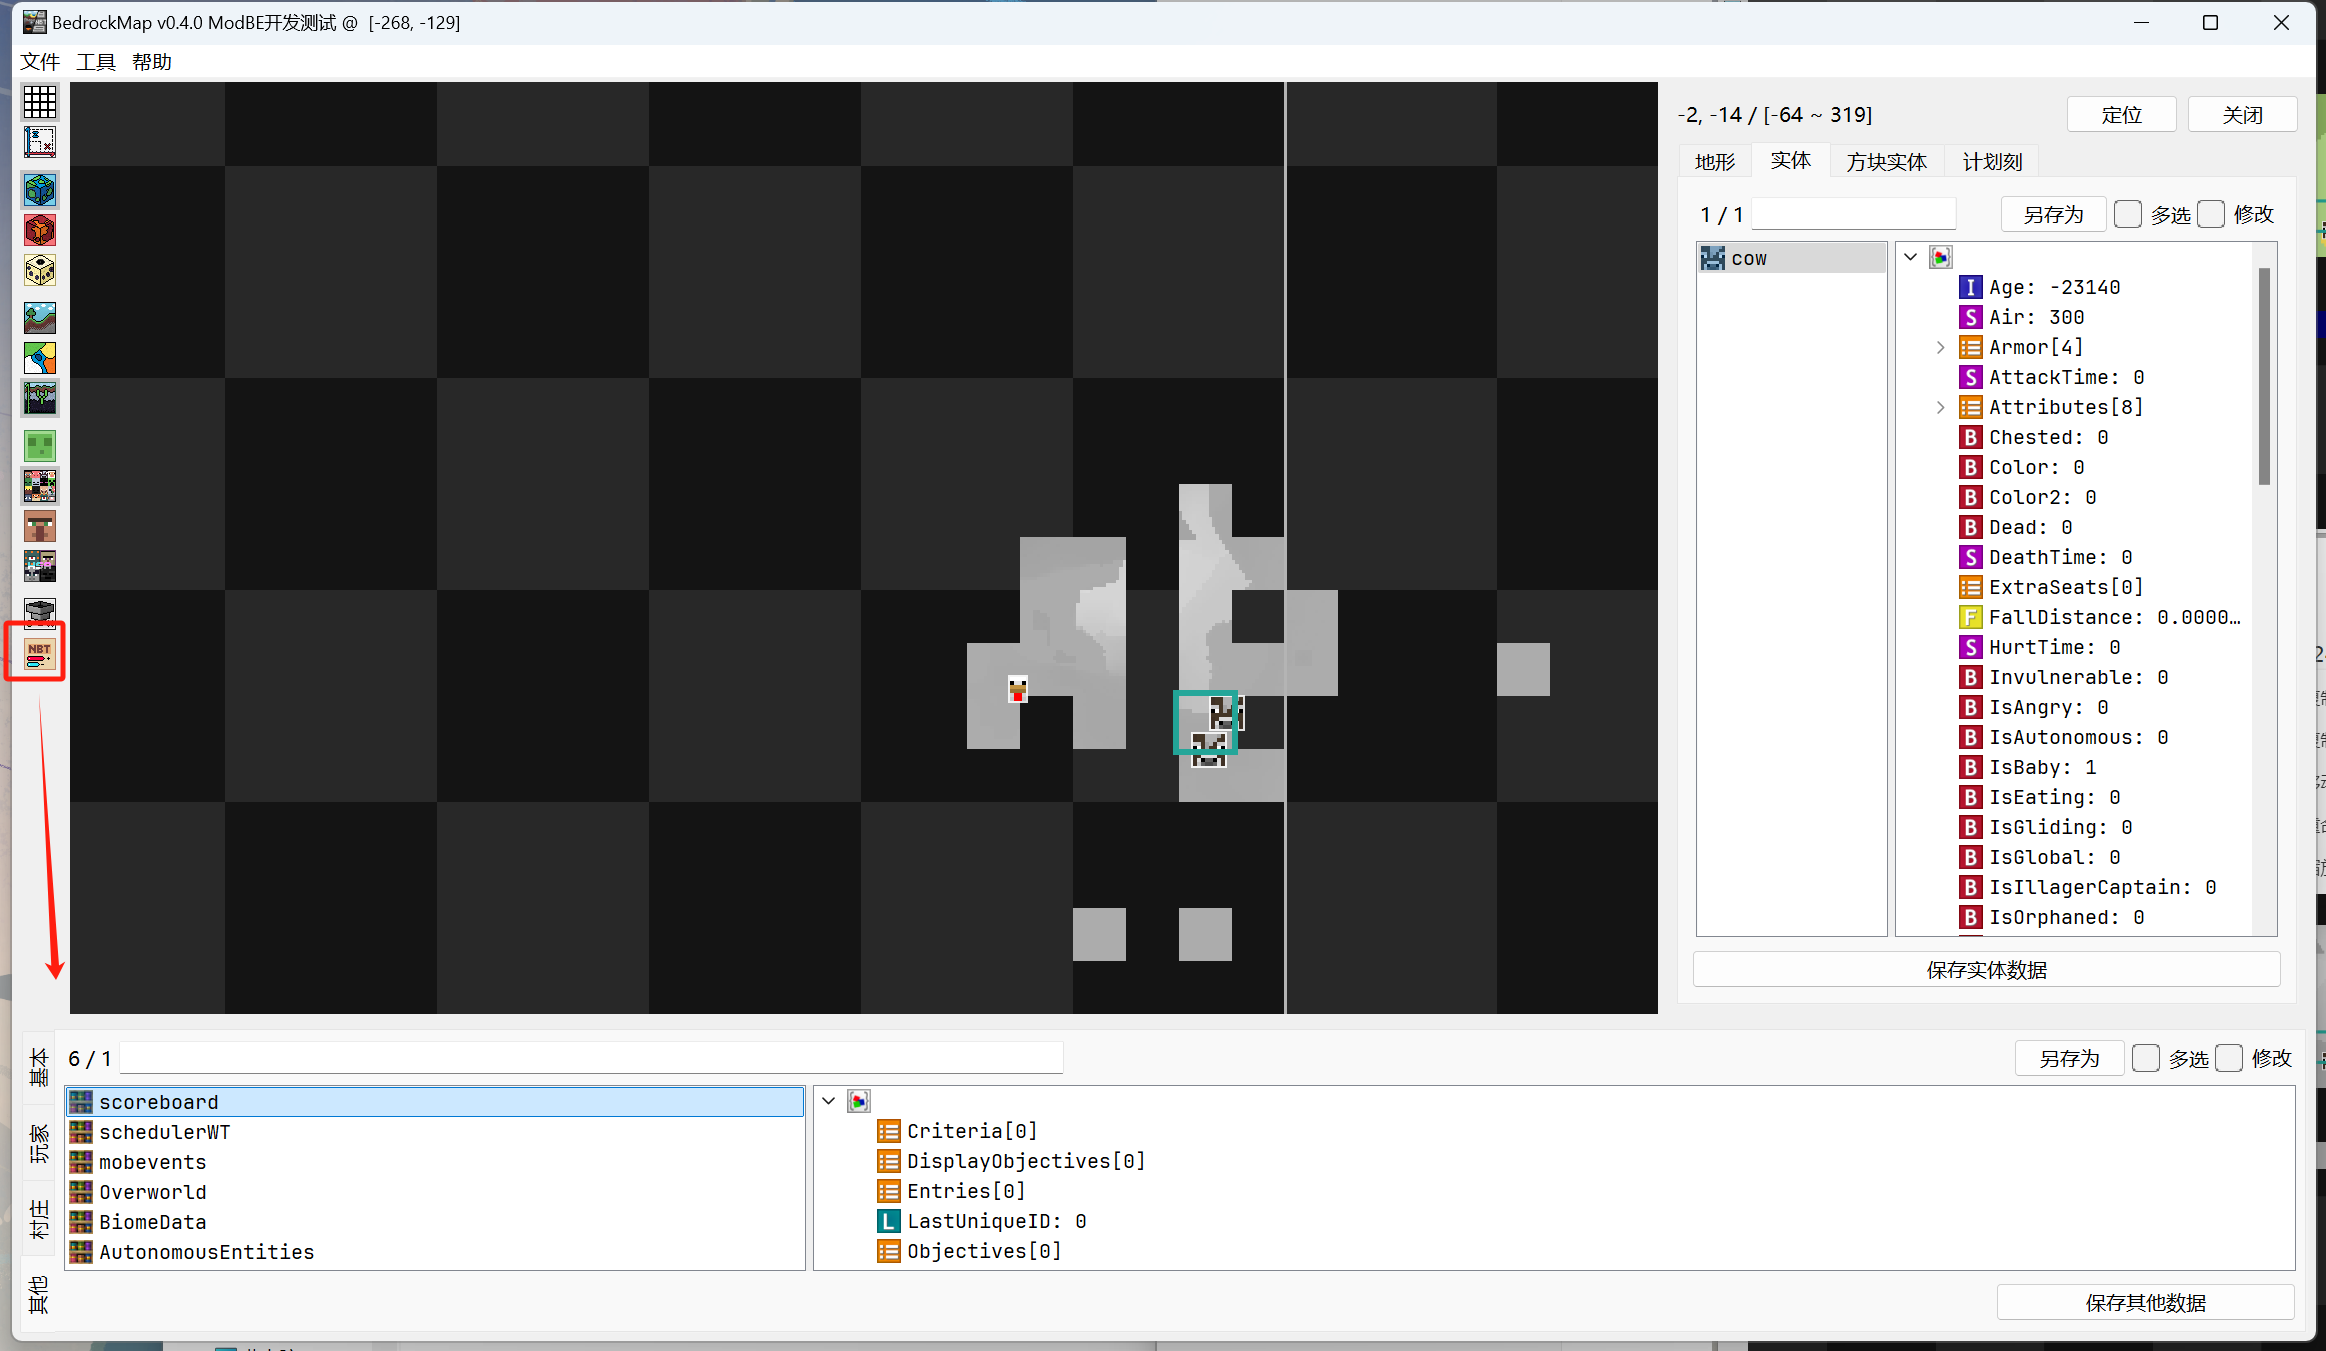 BedrockMap v0.4.0 ModBE开发测试 @ [-268, -129]
文件 工具 帮助
NBT
-2, -14 / [-64 ~ 319]
定位
关闭
地形 实体 方块实体 计划刻
1 / 1
另存为
多选
修改
cow
Age: -23140
Air: 300
Armor[4]
AttackTime: 0
Attributes[8]
Chested: 0
Color: 0
Color2: 0
Dead: 0
DeathTime: 0
ExtraSeats[0]
FallDistance: 0.0000…
HurtTime: 0
Invulnerable: 0
IsAngry: 0
IsAutonomous: 0
IsBaby: 1
IsEating: 0
IsGliding: 0
IsGlobal: 0
IsIllagerCaptain: 0
IsOrphaned: 0
保存实体数据
基本
玩家
村庄
其他
6 / 1
另存为
多选
修改
scoreboard
schedulerWT
mobevents
Overworld
BiomeData
AutonomousEntities
Criteria[0]
DisplayObjectives[0]
Entries[0]
LastUniqueID: 0
Objectives[0]
保存其他数据